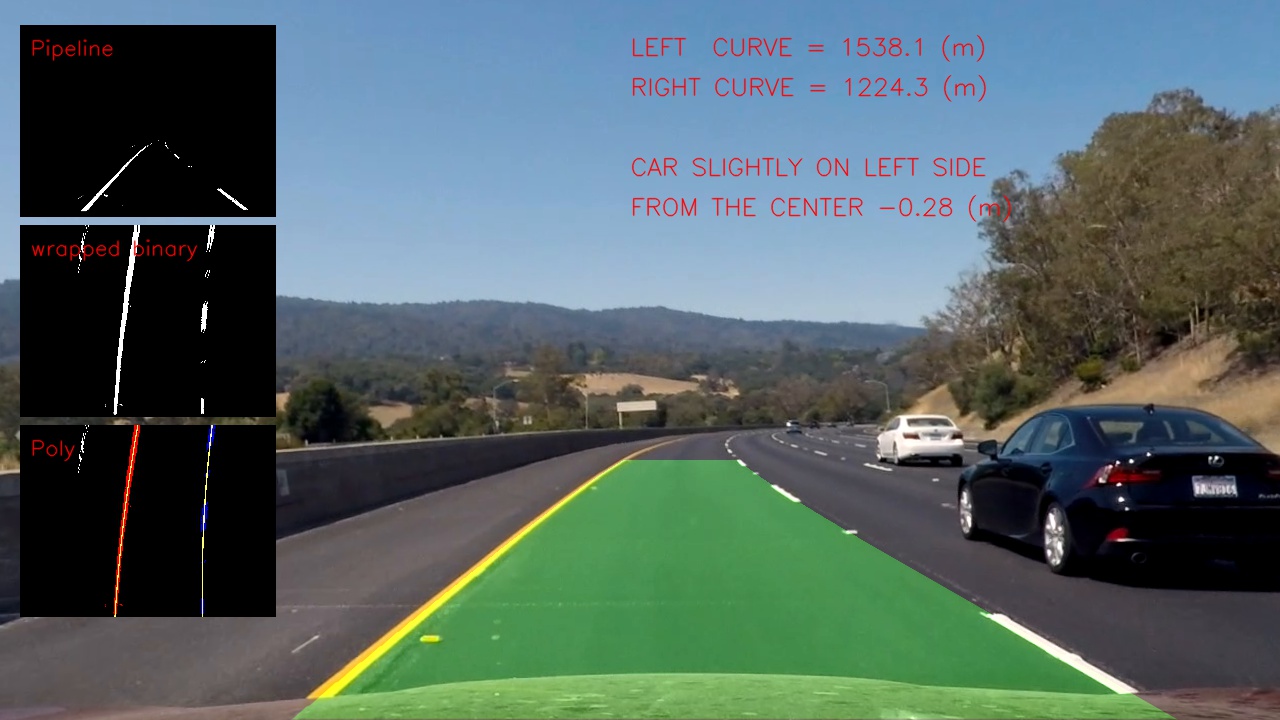 Pipeline
wrapped binary
Poly
LEFT CURVE = 1538.1 (m)
RIGHT CURVE = 1224.3 (m)
CAR SLIGHTLY ON LEFT SIDE
FROM THE CENTER -0.28 (m)